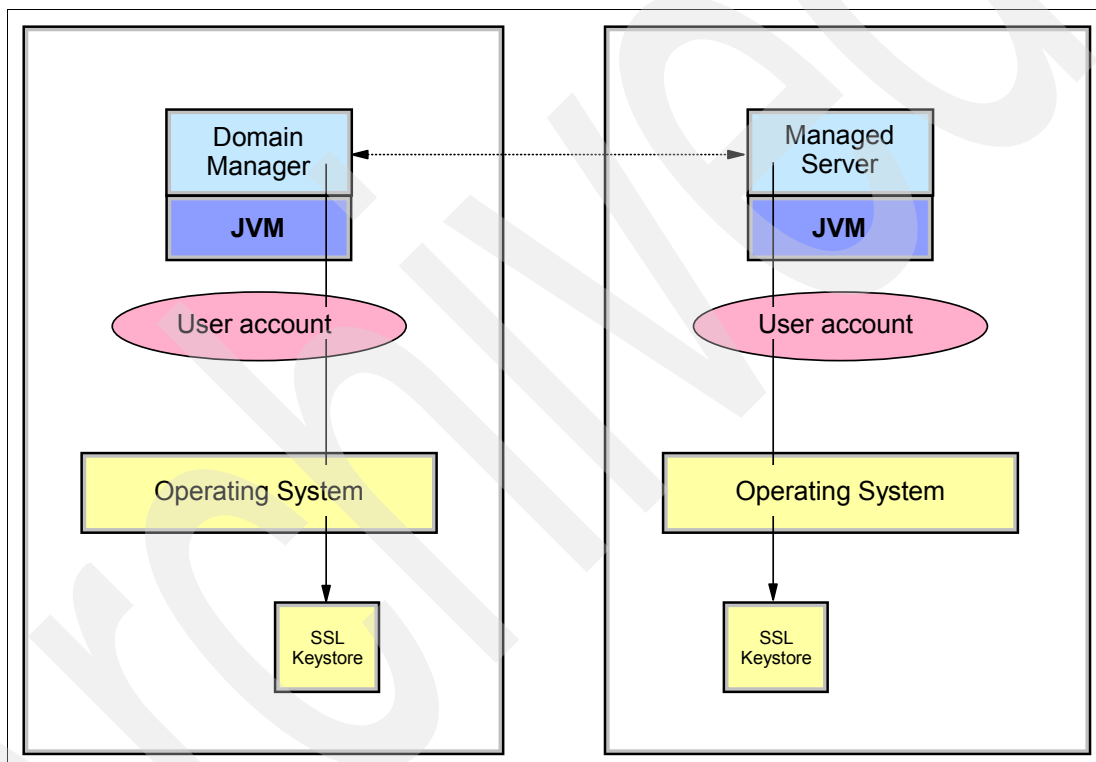 Domain
Manager
JVM
User account
Operating System
SSL
Keystore
Managed
Server
JVM
User account
Operating System
SSL
Keystore